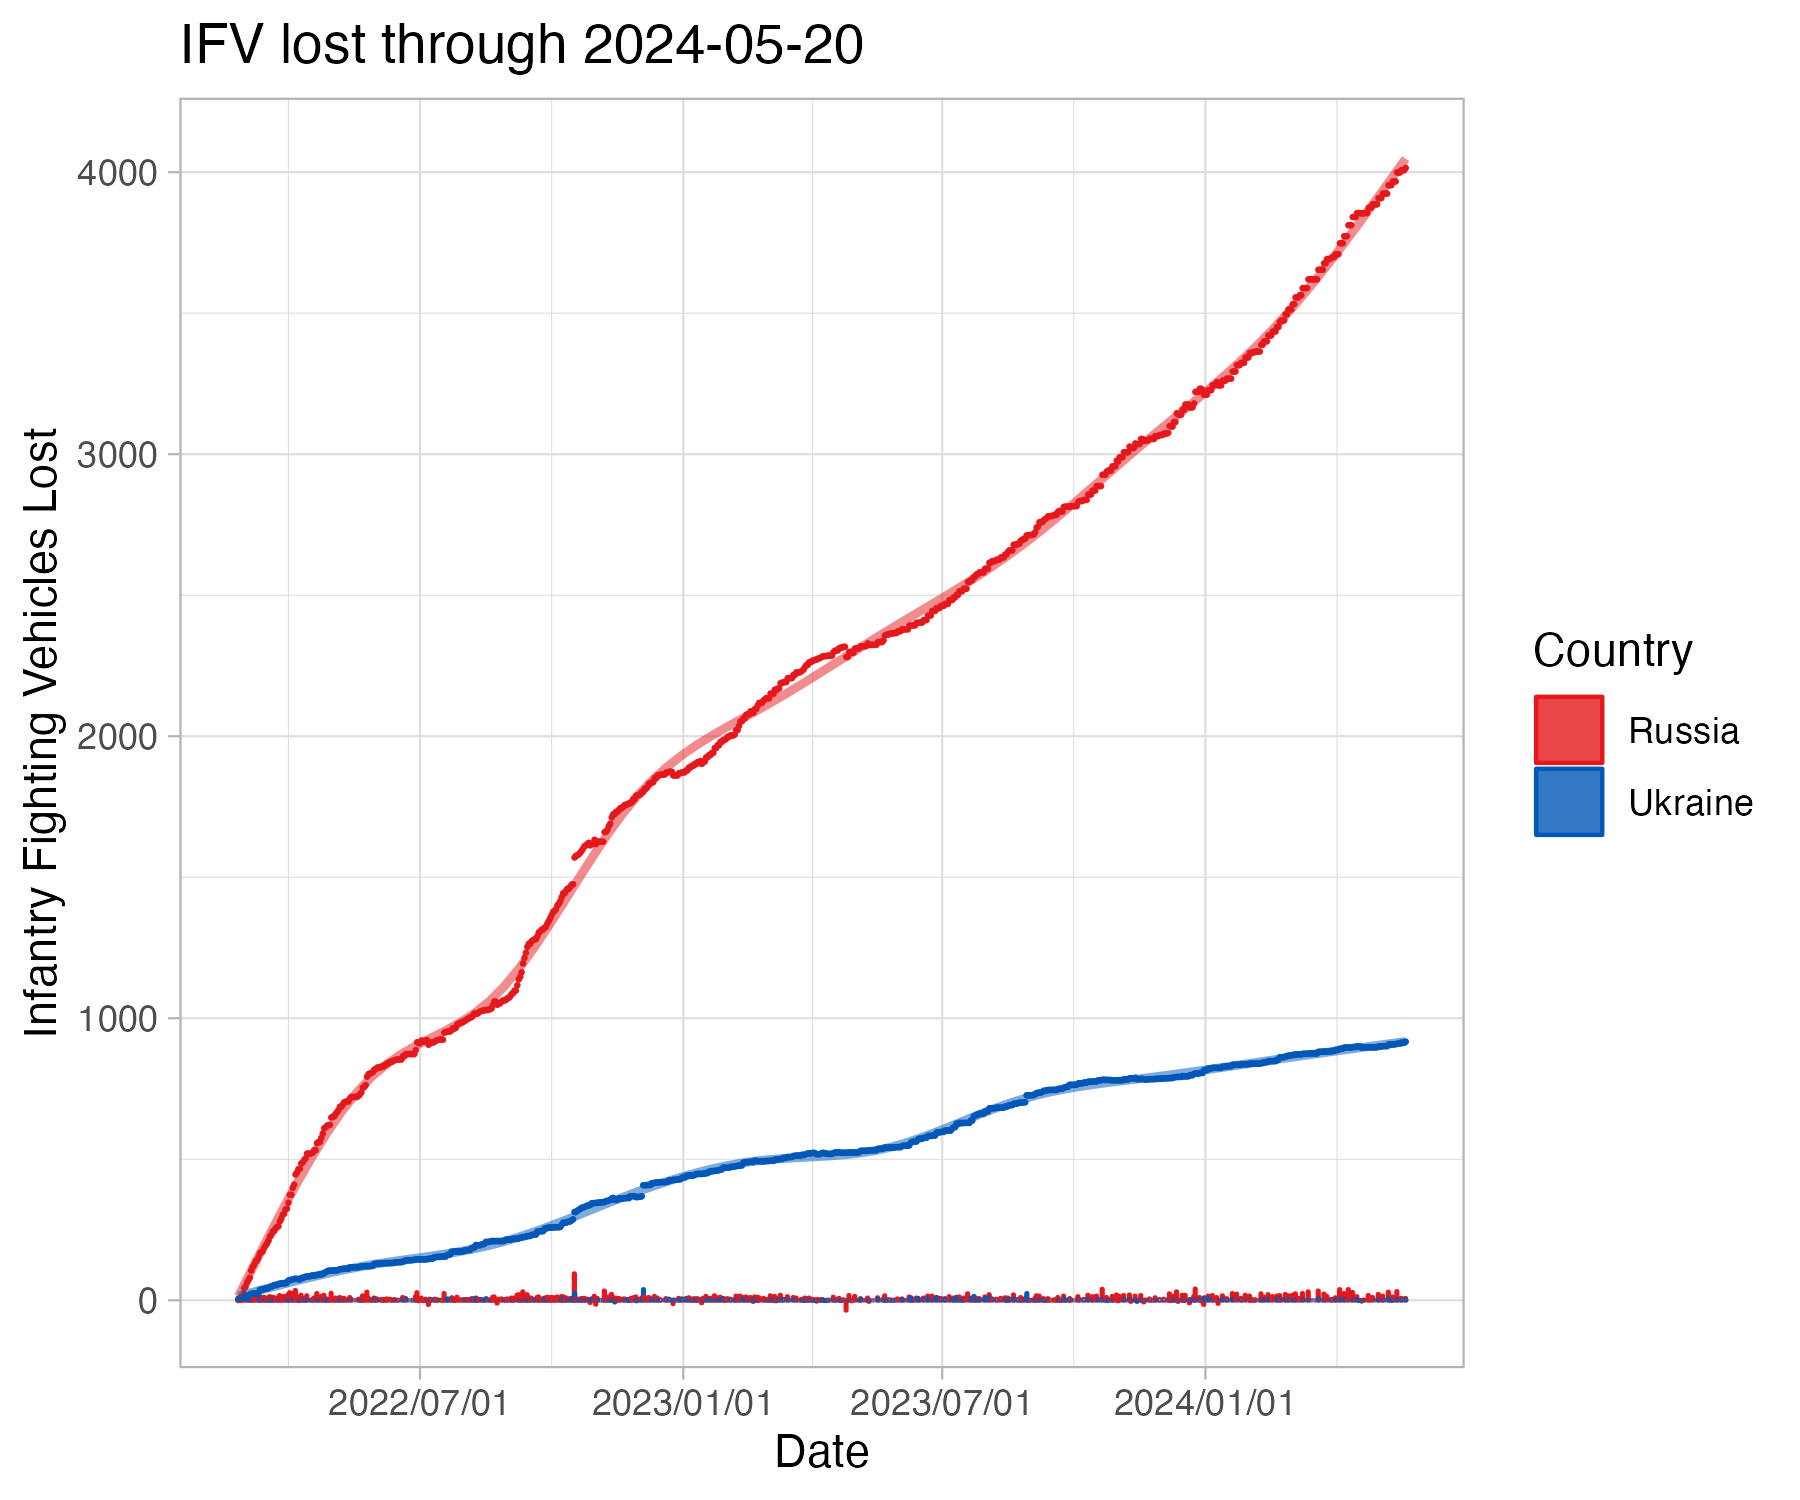 IFV lost through 2024-05-20
Infantry Fighting Vehicles Lost
4000
3000
2000
1000
0
2022/07/01
2023/01/01
2023/07/01
2024/01/01
Date
Country
Russia
Ukraine